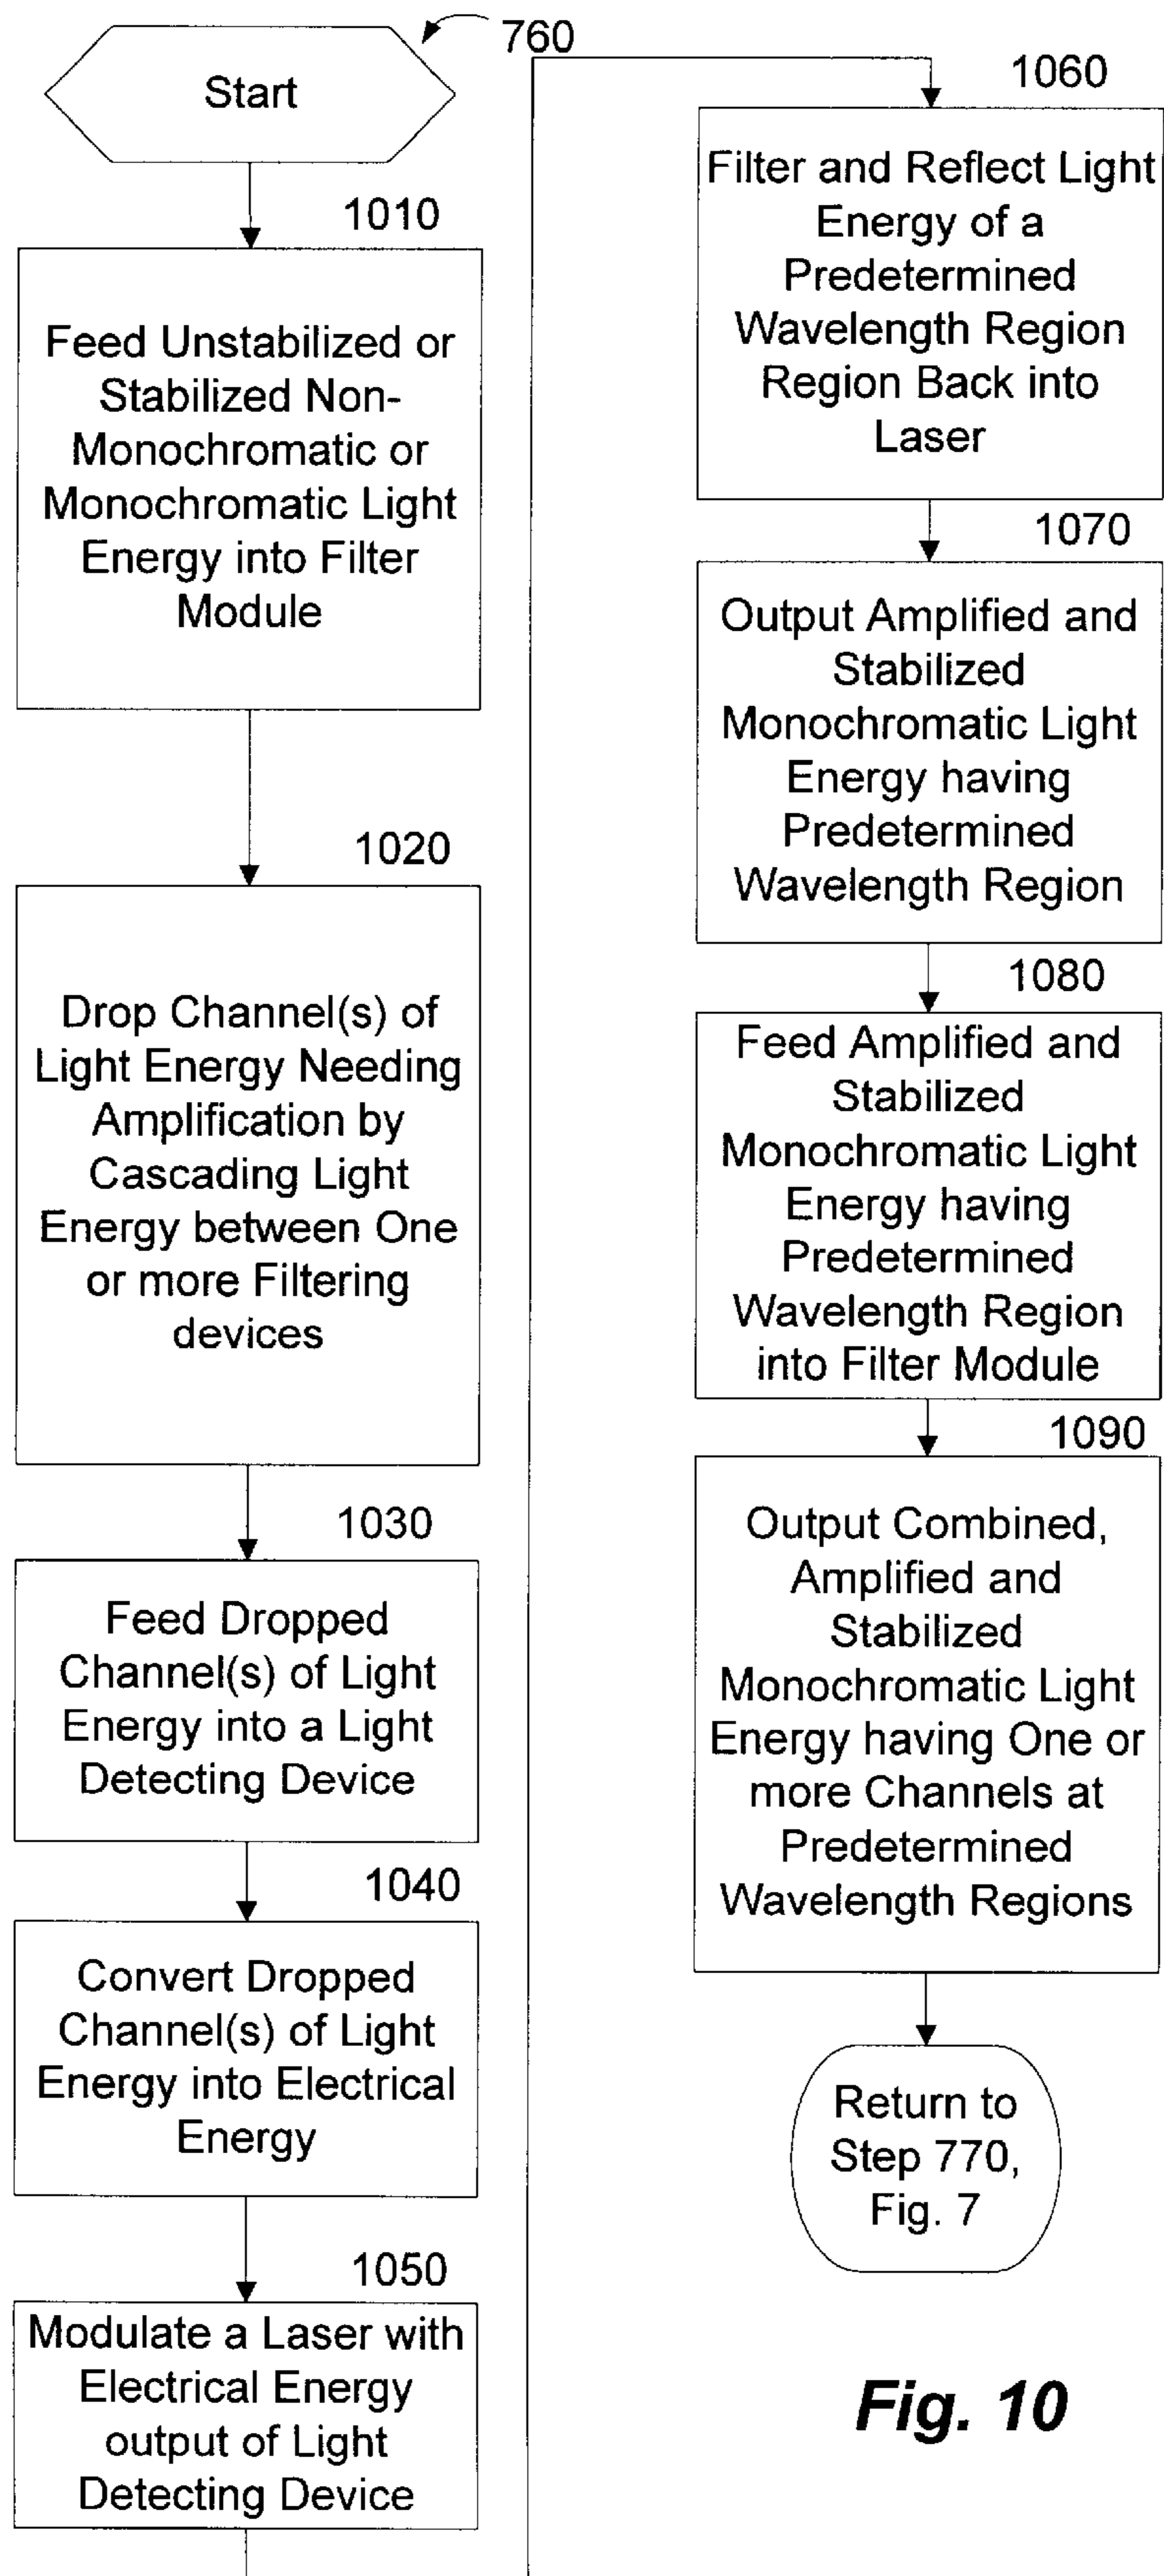 760
Start
1010
Feed Unstabilized or
Stabilized Non-
Monochromatic or
Monochromatic Light
Energy into Filter
Module
1020
Drop Channel(s) of
Light Energy Needing
Amplification by
Cascading Light
Energy between One
or more Filtering
devices
1030
Feed Dropped
Channel(s) of Light
Energy into a Light
Detecting Device
1040
Convert Dropped
Channel(s) of Light
Energy into Electrical
Energy
1050
Modulate a Laser with
Electrical Energy
output of Light
Detecting Device
1060
Filter and Reflect Light
Energy of a
Predetermined
Wavelength Region
Region Back into
Laser
1070
Output Amplified and
Stabilized
Monochromatic Light
Energy having
Predetermined
Wavelength Region
1080
Feed Amplified and
Stabilized
Monochromatic Light
Energy having
Predetermined
Wavelength Region
into Filter Module
1090
Output Combined,
Amplified and
Stabilized
Monochromatic Light
Energy having One or
more Channels at
Predetermined
Wavelength Regions
Return to
Step 770,
Fig. 7
Fig. 10